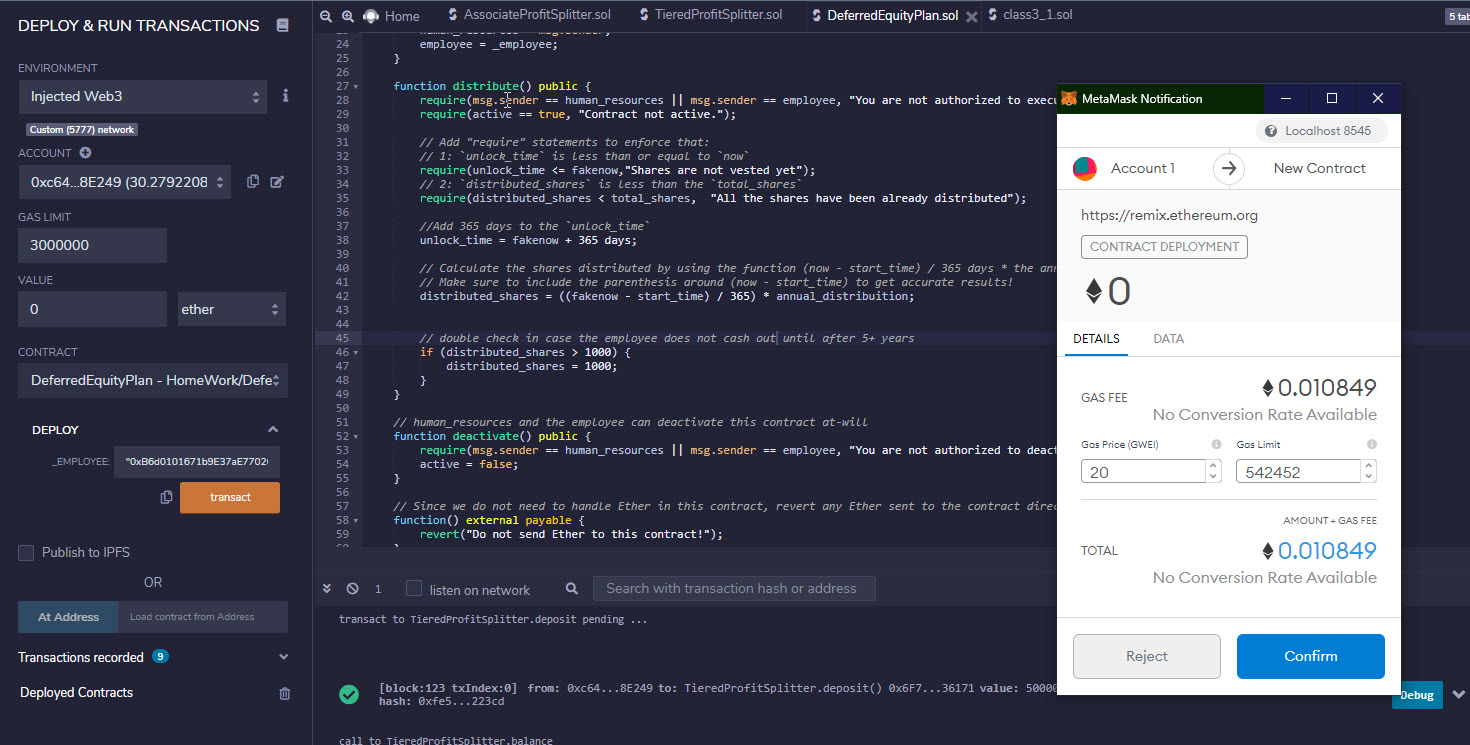 DEPLOY & RUN TRANSACTIONS
ENVIRONMENT
Injected Web3
Custom (5777) network
ACCOUNT
0xc64...8E249 (30.2792208
GAS LIMIT
3000000
VALUE
0
ether
CONTRACT
DeferredEquityPlan - HomeWork/Defe
DEPLOY
_EMPLOYEE:
"0xB6d0101671b9E37aE7702
transact
Publish to IPFS
OR
At Address
Load contract from Address
Transactions recorded 9
Deployed Contracts
Home
AssociateProfitSplitter.sol
TieredProfitSplitter.sol
DeferredEquityPlan.sol
class3_1.sol
5 tab
24 employee = _employee;
25 }
26
27 function distribute() public {
28 require(msg.sender == human_resources || msg.sender == employee, "You are not authorized to execu
29 require(active == true, "Contract not active.");
30
31 // Add "require" statements to enforce that:
32 // 1: `unlock_time` is less than or equal to `now`
33 require(unlock_time <= fakenow,"Shares are not vested yet");
34 // 2: `distributed_shares` is less than the `total_shares`
35 require(distributed_shares < total_shares, "All the shares have been already distributed");
36
37 //Add 365 days to the `unlock_time`
38 unlock_time = fakenow + 365 days;
39
40 // Calculate the shares distributed by using the function (now - start_time) / 365 days * the ann
41 // Make sure to include the parenthesis around (now - start_time) to get accurate results!
42 distributed_shares = ((fakenow - start_time) / 365) * annual_distribuition;
43
44
45 // double check in case the employee does not cash out until after 5+ years
46 if (distributed_shares > 1000) {
47 distributed_shares = 1000;
48 }
49 }
50
51 // human_resources and the employee can deactivate this contract at-will
52 function deactivate() public {
53 require(msg.sender == human_resources || msg.sender == employee, "You are not authorized to deact
54 active = false;
55 }
56
57 // Since we do not need to handle Ether in this contract, revert any Ether sent to the contract direc
58 function() external payable {
59 revert("Do not send Ether to this contract!");
1
listen on network
Search with transaction hash or address
transact to TieredProfitSplitter.deposit pending ...
[block:123 txIndex:0] from: 0xc64...8E249 to: TieredProfitSplitter.deposit() 0x6F7...36171 value: 50000
hash: 0xfe5...223cd
Debug
call to TieredProfitSplitter.balance
MetaMask Notification
Localhost 8545
Account 1
New Contract
https://remix.ethereum.org
CONTRACT DEPLOYMENT
0
DETAILS
DATA
GAS FEE
0.010849
No Conversion Rate Available
Gas Price (GWEI)
Gas Limit
20
542452
AMOUNT + GAS FEE
TOTAL
0.010849
No Conversion Rate Available
Reject
Confirm